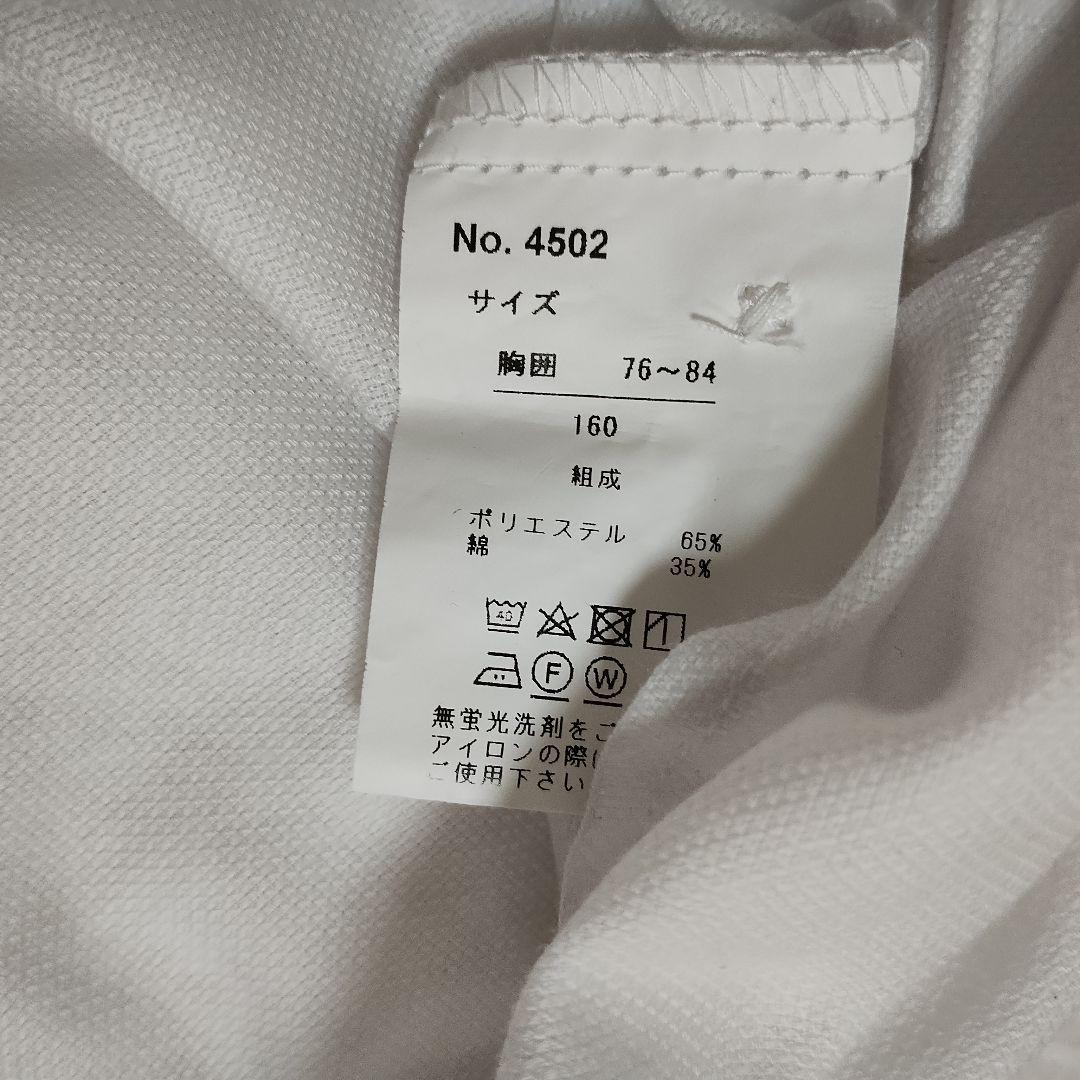 No. 4502
サイズ
胸囲 76～84
160
組成
ポリエステル 65%
綿 35%
40
F W
無蛍光洗剤をご
アイロンの際に
ご使用下さい